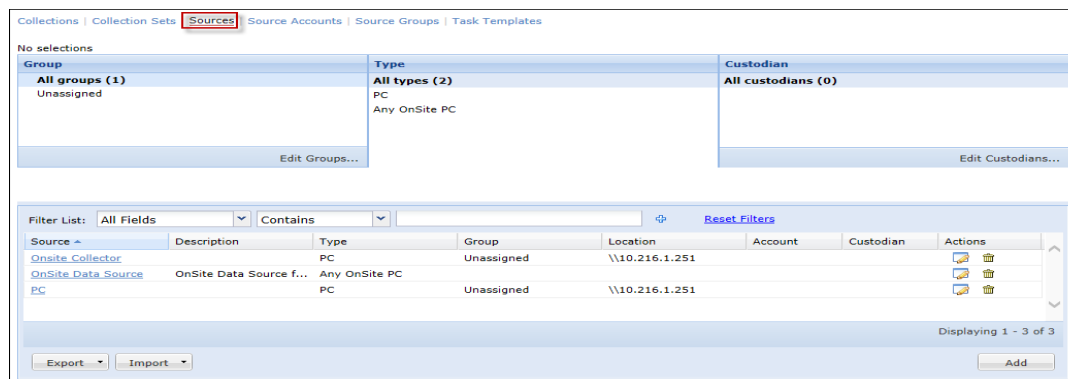 Collections | Collection Sets | Sources | Source Accounts | Source Groups | Task Templates
No selections
Group Type Custodian
All groups (1) All types (2) All custodians (0)
Unassigned PC
Any OnSite PC
Edit Groups... Edit Custodians...
Filter List: All Fields Contains Reset Filters
Source Description Type Group Location Account Custodian Actions
Onsite Collector PC Unassigned \\10.216.1.251
OnSite Data Source OnSite Data Source f... Any OnSite PC
PC PC Unassigned \\10.216.1.251
Displaying 1 - 3 of 3
Export Import Add